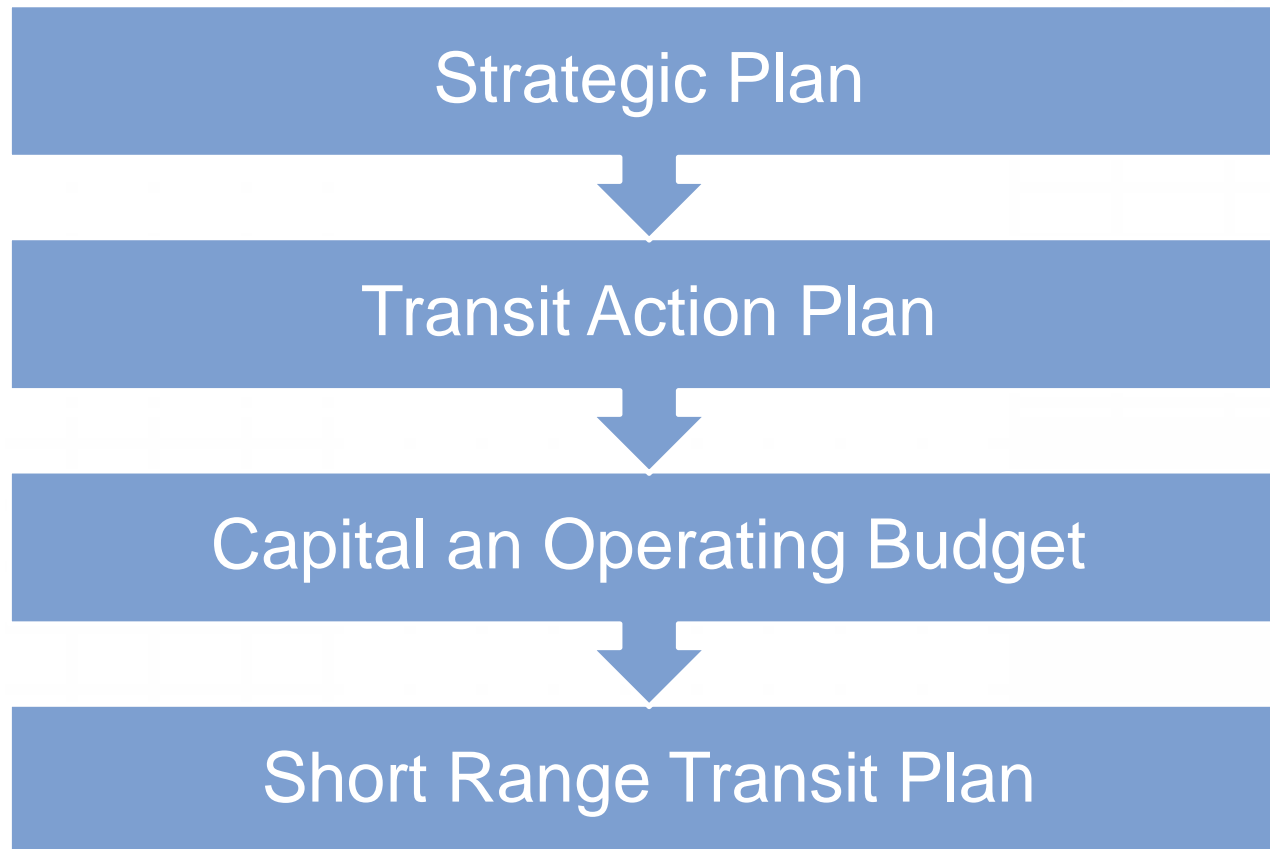 Strategic Plan
Transit Action Plan
Capital an Operating Budget
Short Range Transit Plan